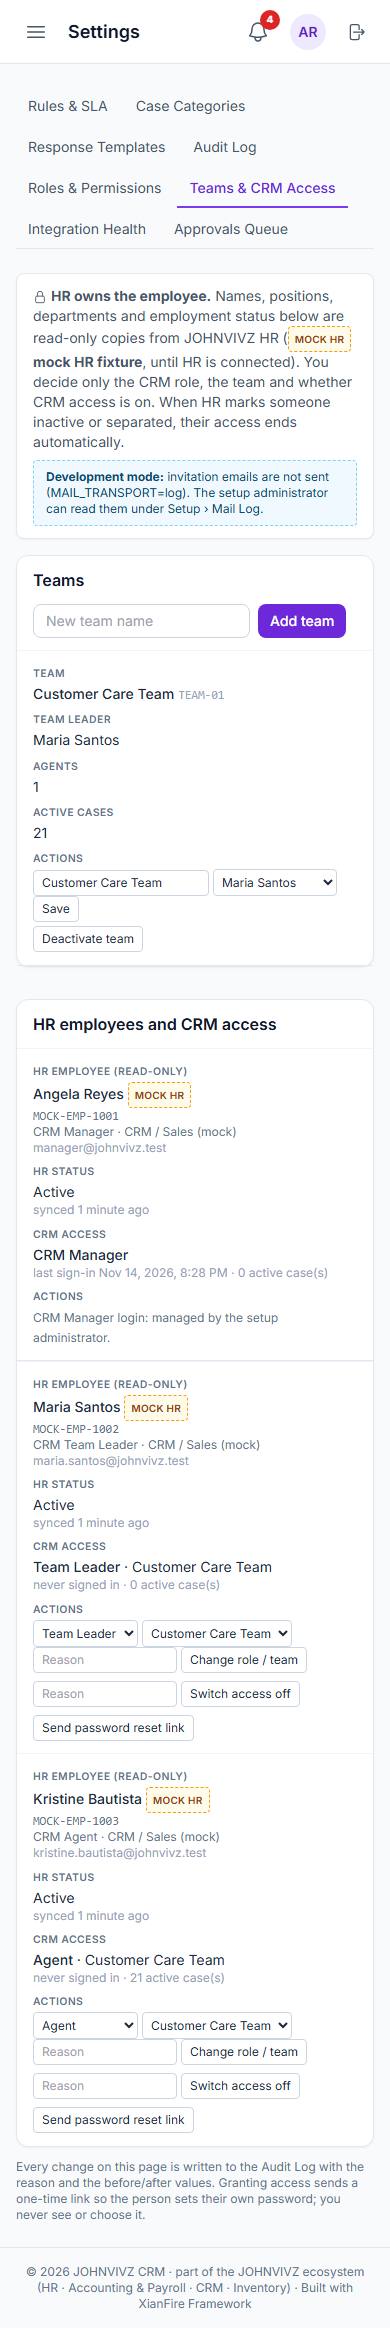 Settings
4
AR
Rules & SLA Case Categories
Response Templates Audit Log
Roles & Permissions Teams & CRM Access
Integration Health Approvals Queue
HR owns the employee. Names, positions,
departments and employment status below are
read-only copies from JOHNVIVZ HR (MOCK HR
mock HR fixture, until HR is connected). You
decide only the CRM role, the team and whether
CRM access is on. When HR marks someone
inactive or separated, their access ends
automatically.
Development mode: invitation emails are not sent
(MAIL_TRANSPORT=log). The setup administrator
can read them under Setup › Mail Log.
Teams
New team name Add team
TEAM
Customer Care Team TEAM-01
TEAM LEADER
Maria Santos
AGENTS
1
ACTIVE CASES
21
ACTIONS
Customer Care Team Maria Santos
Save
Deactivate team
HR employees and CRM access
HR EMPLOYEE (READ-ONLY)
Angela Reyes MOCK HR
MOCK-EMP-1001
CRM Manager · CRM / Sales (mock)
manager@johnvivz.test
HR STATUS
Active
synced 1 minute ago
CRM ACCESS
CRM Manager
last sign-in Nov 14, 2026, 8:28 PM · 0 active case(s)
ACTIONS
CRM Manager login: managed by the setup
administrator.
HR EMPLOYEE (READ-ONLY)
Maria Santos MOCK HR
MOCK-EMP-1002
CRM Team Leader · CRM / Sales (mock)
maria.santos@johnvivz.test
HR STATUS
Active
synced 1 minute ago
CRM ACCESS
Team Leader · Customer Care Team
never signed in · 0 active case(s)
ACTIONS
Team Leader Customer Care Team
Reason Change role / team
Reason Switch access off
Send password reset link
HR EMPLOYEE (READ-ONLY)
Kristine Bautista MOCK HR
MOCK-EMP-1003
CRM Agent · CRM / Sales (mock)
kristine.bautista@johnvivz.test
HR STATUS
Active
synced 1 minute ago
CRM ACCESS
Agent · Customer Care Team
never signed in · 21 active case(s)
ACTIONS
Agent Customer Care Team
Reason Change role / team
Reason Switch access off
Send password reset link
Every change on this page is written to the Audit Log with the
reason and the before/after values. Granting access sends a
one-time link so the person sets their own password; you
never see or choose it.
© 2026 JOHNVIVZ CRM · part of the JOHNVIVZ ecosystem
(HR · Accounting & Payroll · CRM · Inventory) · Built with
XianFire Framework